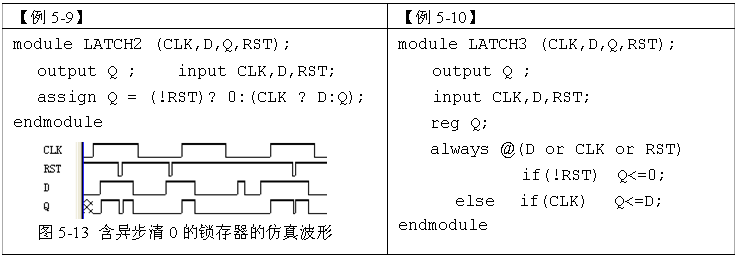 【例 5-9】
module LATCH2 (CLK,D,Q,RST);
output Q ;    input CLK,D,RST;
assign Q = (!RST)? 0:(CLK ? D:Q);
endmodule
CLK
RST
D
Q
图 5-13 含异步清 0 的锁存器的仿真波形
【例 5-10】
module LATCH3 (CLK,D,Q,RST);
output Q ;
input CLK,D,RST;
reg Q;
always @(D or CLK or RST)
if(!RST)  Q<=0;
else  if(CLK)  Q<=D;
endmodule